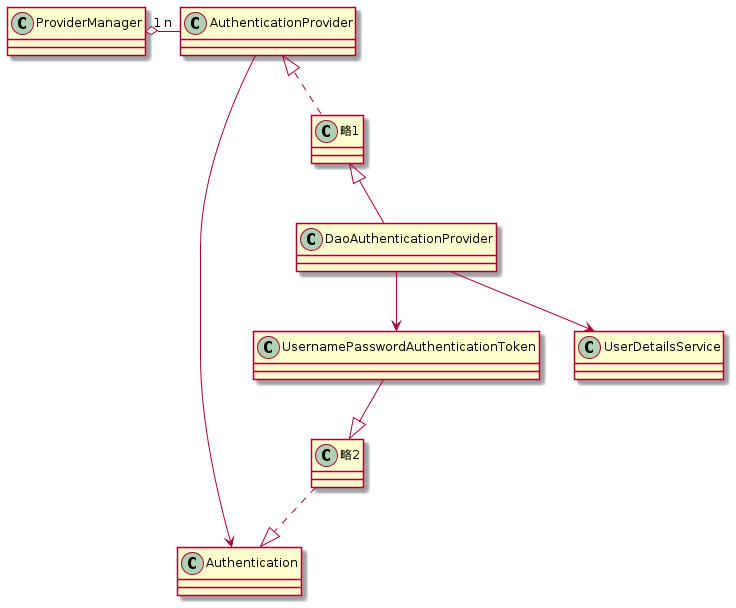 C ProviderManager
1 n
C AuthenticationProvider
C 略1
C DaoAuthenticationProvider
C UsernamePasswordAuthenticationToken
C UserDetailsService
C 略2
C Authentication